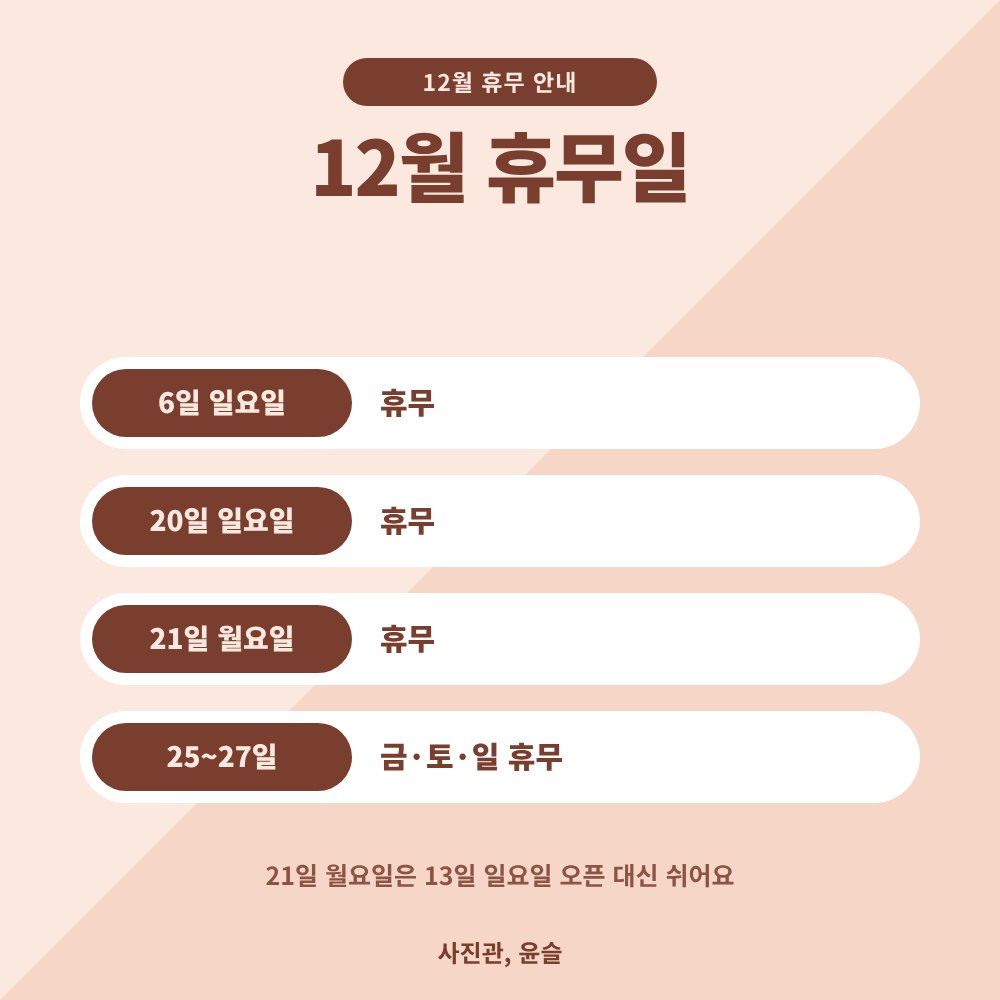 12월 휴무 안내
12월 휴무일
6일 일요일 휴무
20일 일요일 휴무
21일 월요일 휴무
25~27일 금·토·일 휴무
21일 월요일은 13일 일요일 오픈 대신 쉬어요
사진관, 윤슬